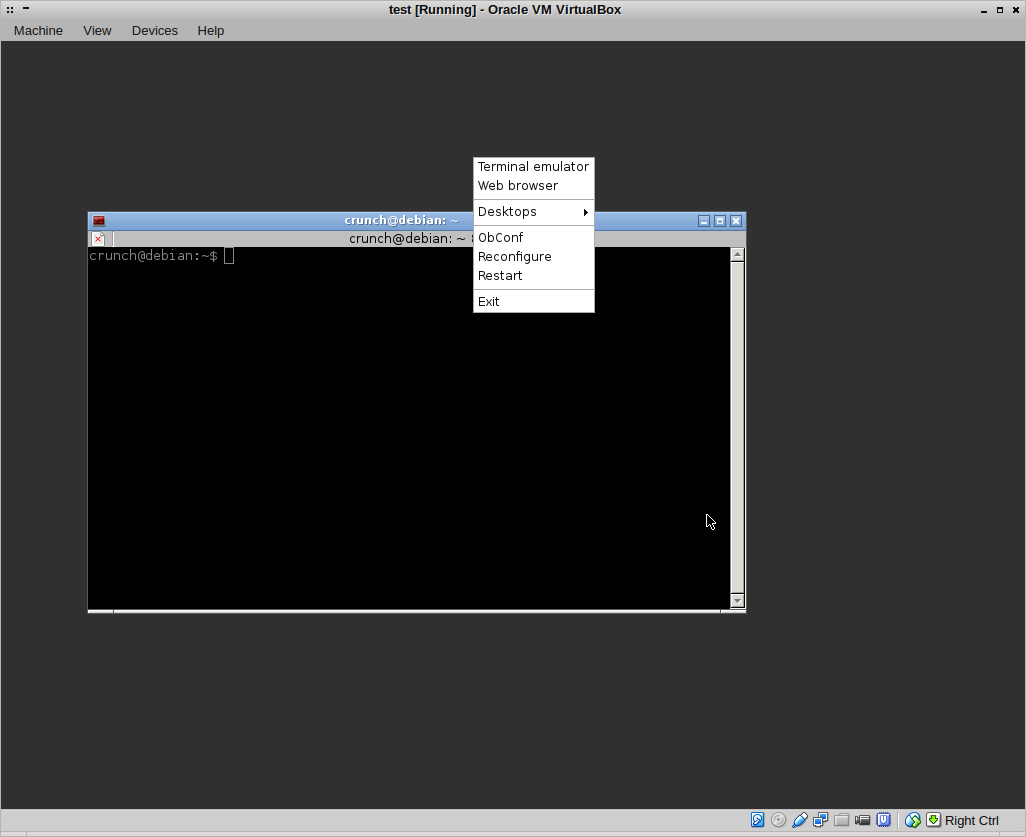 test [Running] - Oracle VM VirtualBox
Machine View Devices Help
Terminal emulator
Web browser
Desktops
ObConf
Reconfigure
Restart
Exit
crunch@debian: ~
crunch@debian: ~
crunch@debian:~$
Right Ctrl